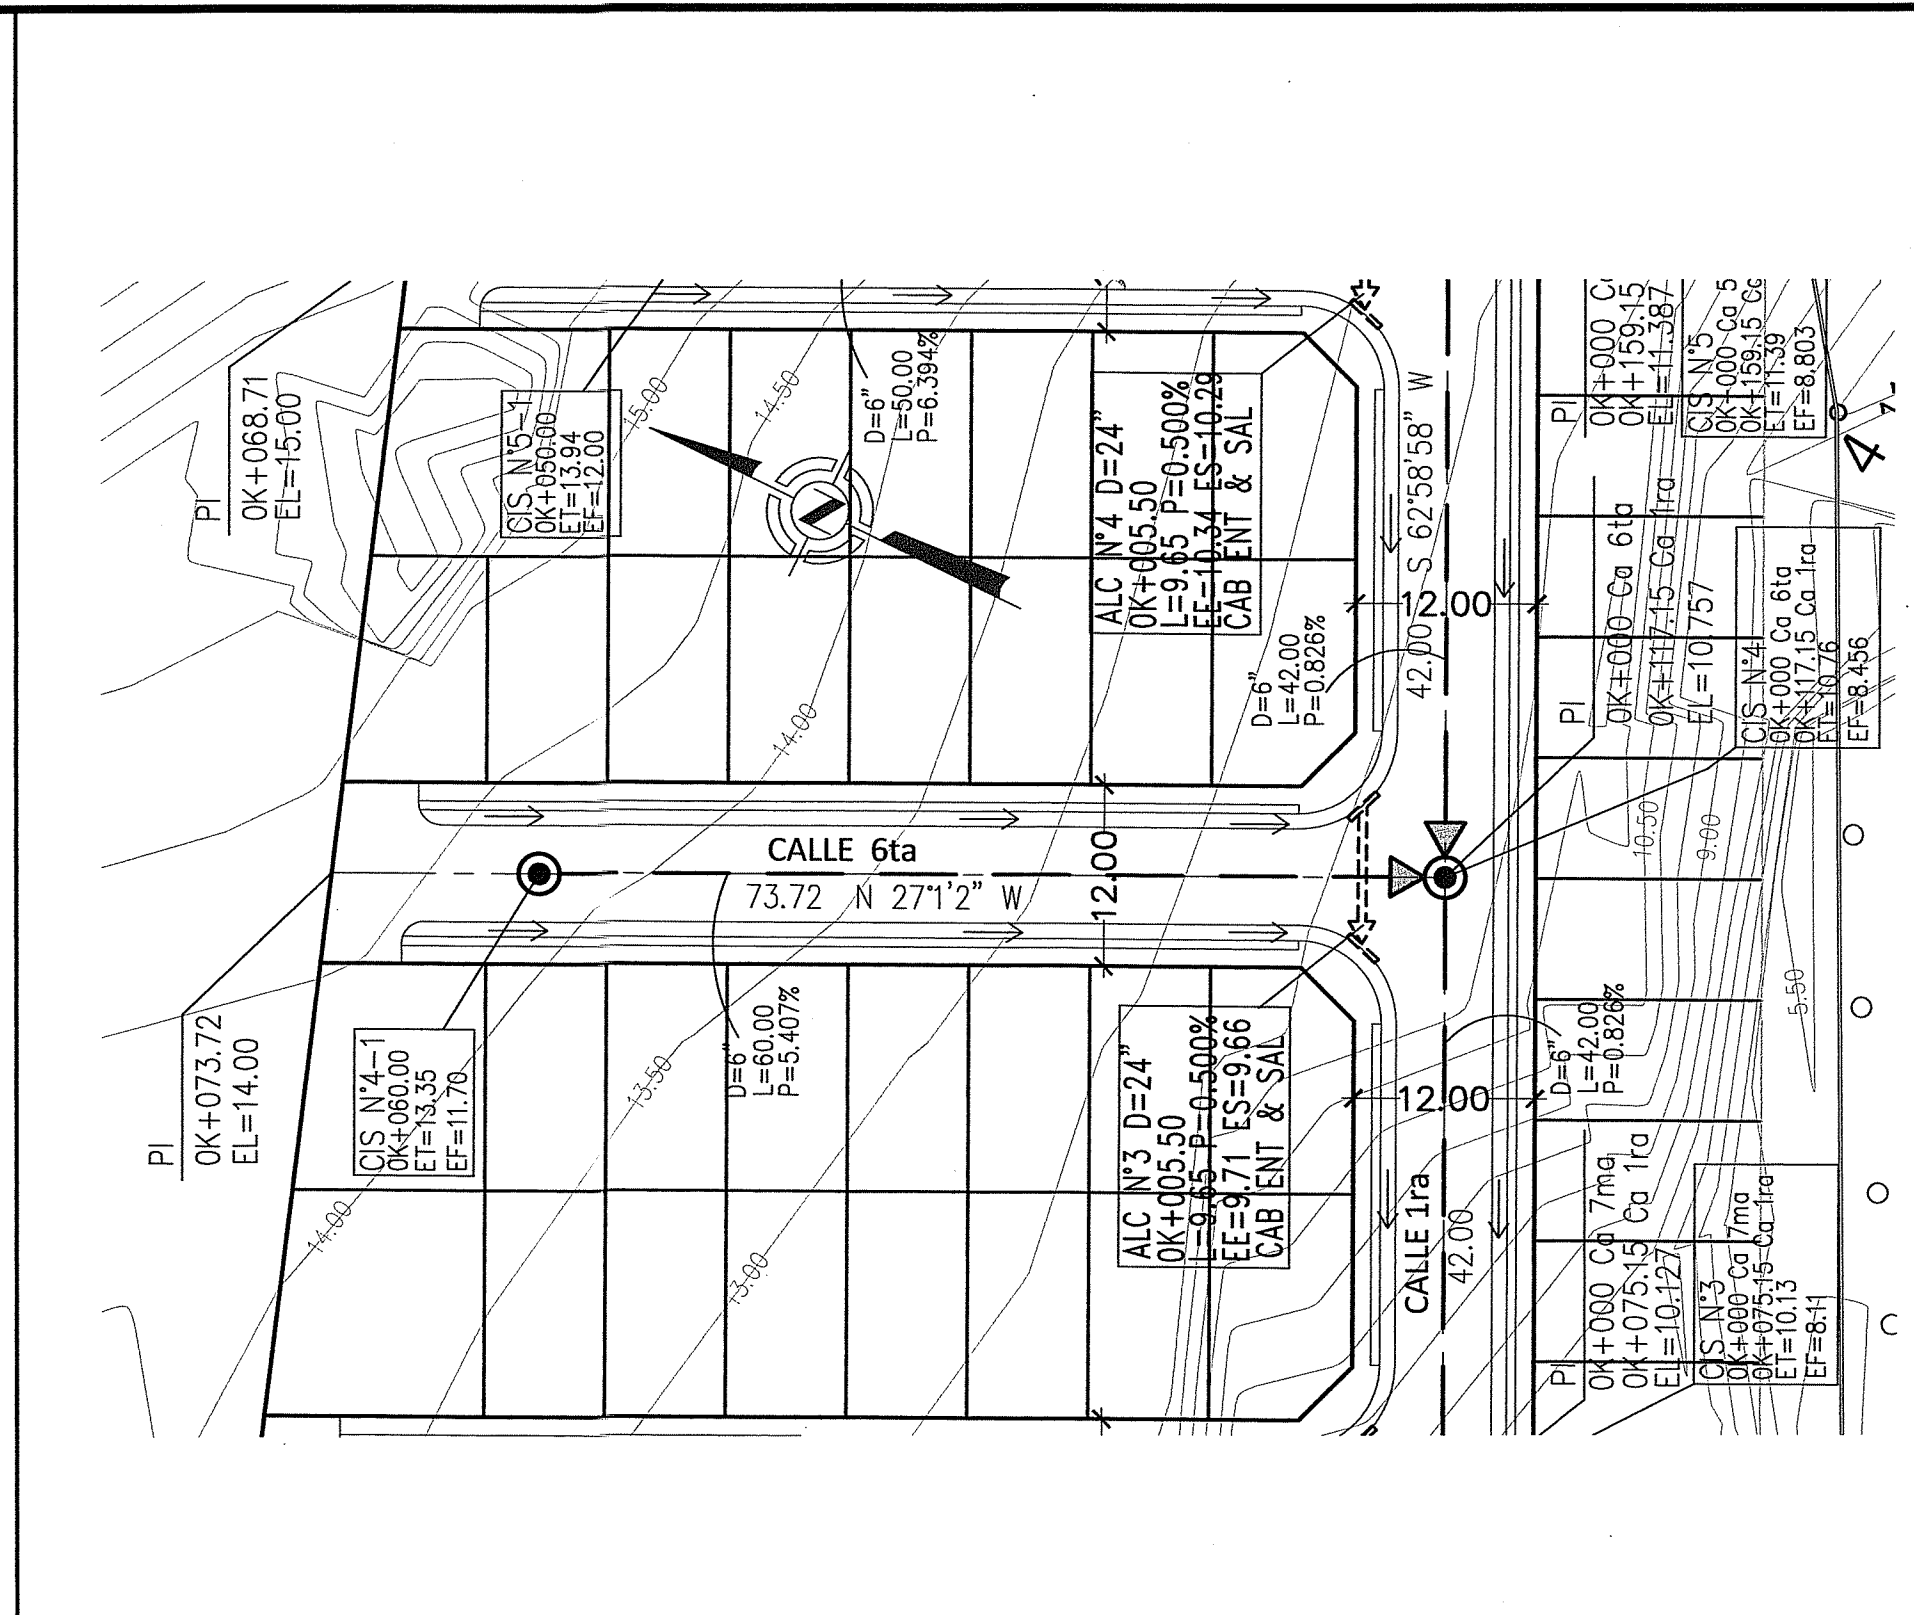 PI
0K+068.71
EL=15.00
CIS N°5-1
0K+050.00
ET=13.94
EF=12.00
15.00
14.50
D=6"
L=50.00
P=6.394%
ALC N°4 D=24"
0K+005.50
L=9.65 P=0.500%
EE=10.34 ES=10.29
CAB ENT & SAL
D=6"
L=42.00
P=0.826%
42.00 S 62°58'58" W
12.00
PI
0K+159.15
EL=11.387
CIS N°5
0K+000 Ca 5
0K+159.15 Ca
ET=11.39
EF=8.803
4
PI
0K+000 Ca 6ta
0K+117.15 Ca 1ra
EL=10.757
CIS N°4
0K+000 Ca 6ta
0K+117.15 Ca 1ra
ET=10.76
EF=8.456
14.00
10.50
9.00
CALLE 6ta
73.72 N 27°1'2" W
12.00
PI
0K+073.72
EL=14.00
CIS N°4-1
0K+060.00
ET=13.35
EF=11.70
13.50
D=6"
L=60.00
P=5.407%
ALC N°3 D=24"
0K+005.50
L=9.65 P=0.500%
EE=9.71 ES=9.66
CAB ENT & SAL
12.00
D=6"
L=42.00
P=0.826%
5.50
14.00
13.00
CALLE 1ra
42.00
PI
0K+000 Ca 7ma
0K+075.15 Ca 1ra
EL=10.127
CIS N°3
0K+000 Ca 7ma
0K+075.15 Ca 1ra
ET=10.13
EF=8.11